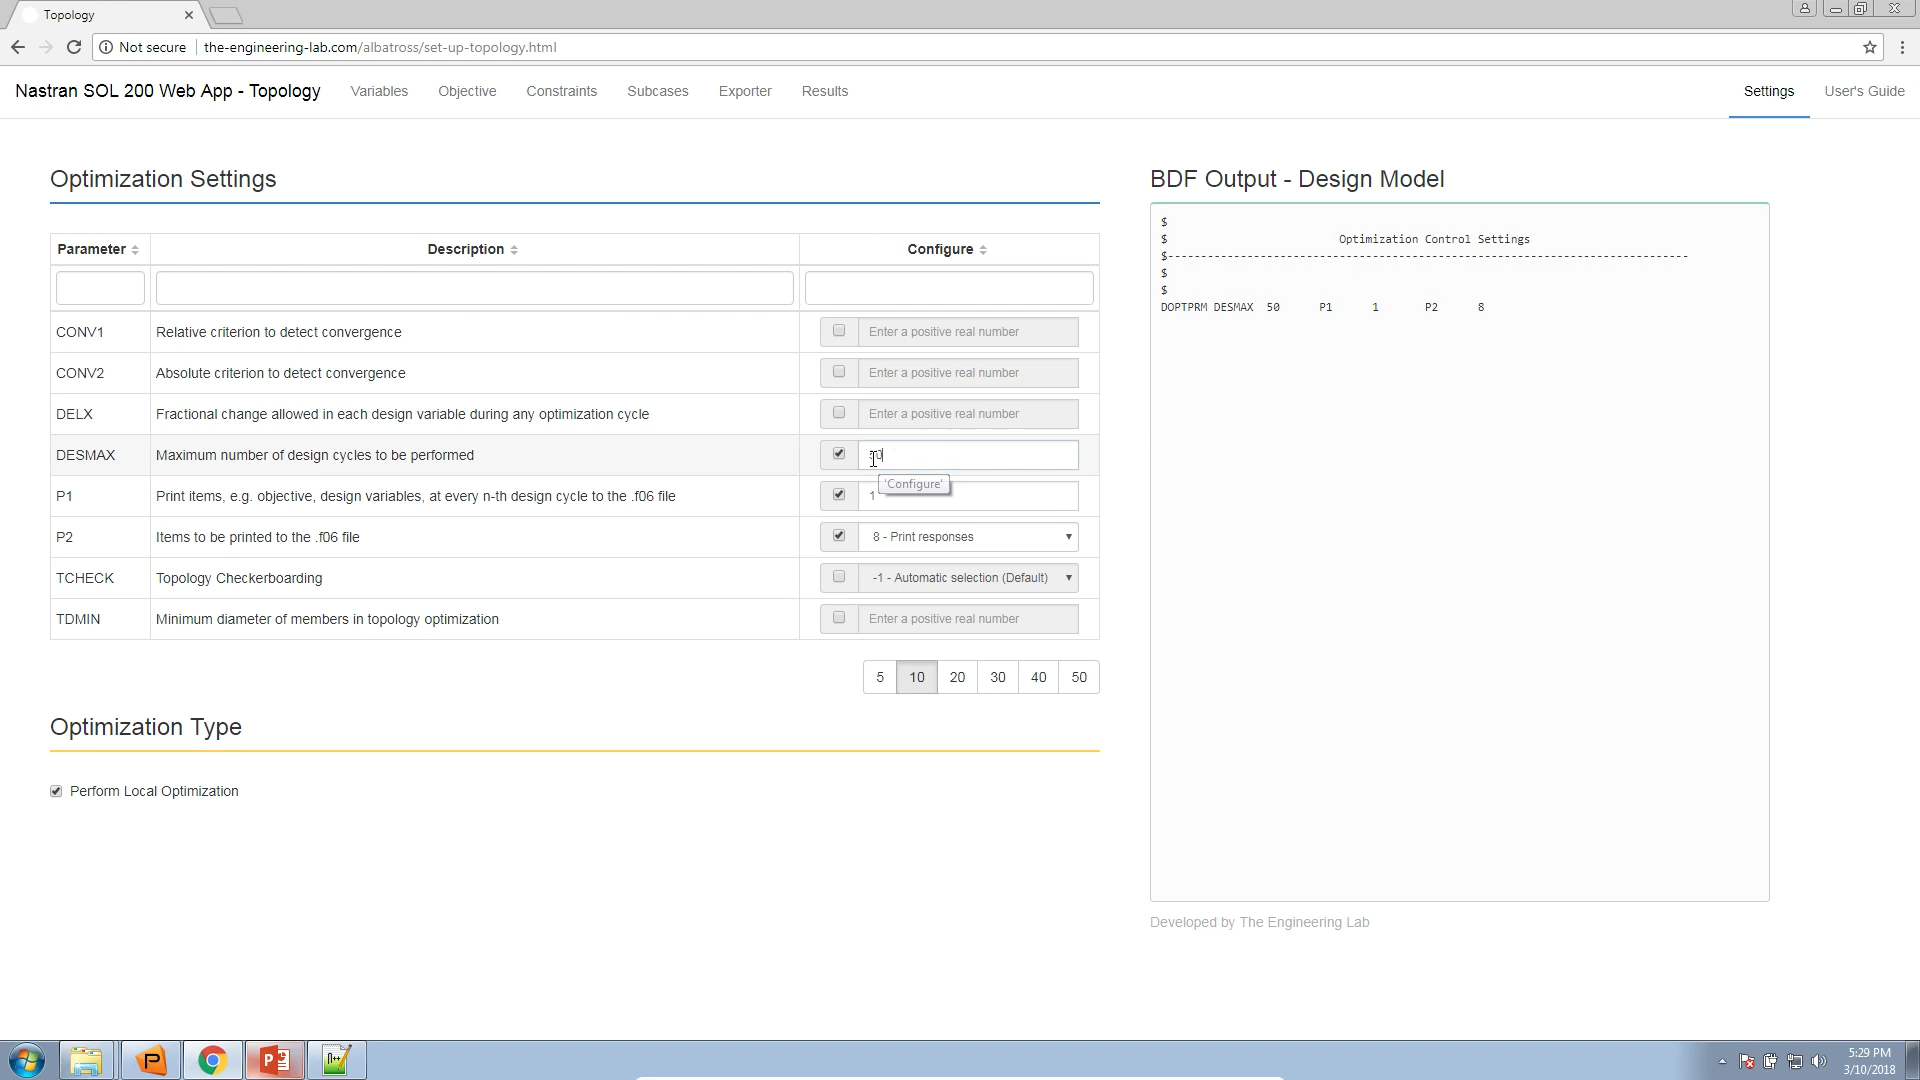 Topology
Not secure the-engineering-lab.com/albatross/set-up-topology.html
Nastran SOL 200 Web App - Topology Variables Objective Constraints Subcases Exporter Results Settings User's Guide
Optimization Settings
Parameter Description Configure
CONV1 Relative criterion to detect convergence Enter a positive real number
CONV2 Absolute criterion to detect convergence Enter a positive real number
DELX Fractional change allowed in each design variable during any optimization cycle Enter a positive real number
DESMAX Maximum number of design cycles to be performed
'Configure'
P1 Print items, e.g. objective, design variables, at every n-th design cycle to the .f06 file 1
P2 Items to be printed to the .f06 file 8 - Print responses
TCHECK Topology Checkerboarding -1 - Automatic selection (Default)
TDMIN Minimum diameter of members in topology optimization Enter a positive real number
5 10 20 30 40 50
Optimization Type
Perform Local Optimization
BDF Output - Design Model
$
$ Optimization Control Settings
$-------------------------------------------------------------------------------
$
$
DOPTPRM DESMAX 50 P1 1 P2 8
Developed by The Engineering Lab
5:29 PM
3/10/2018